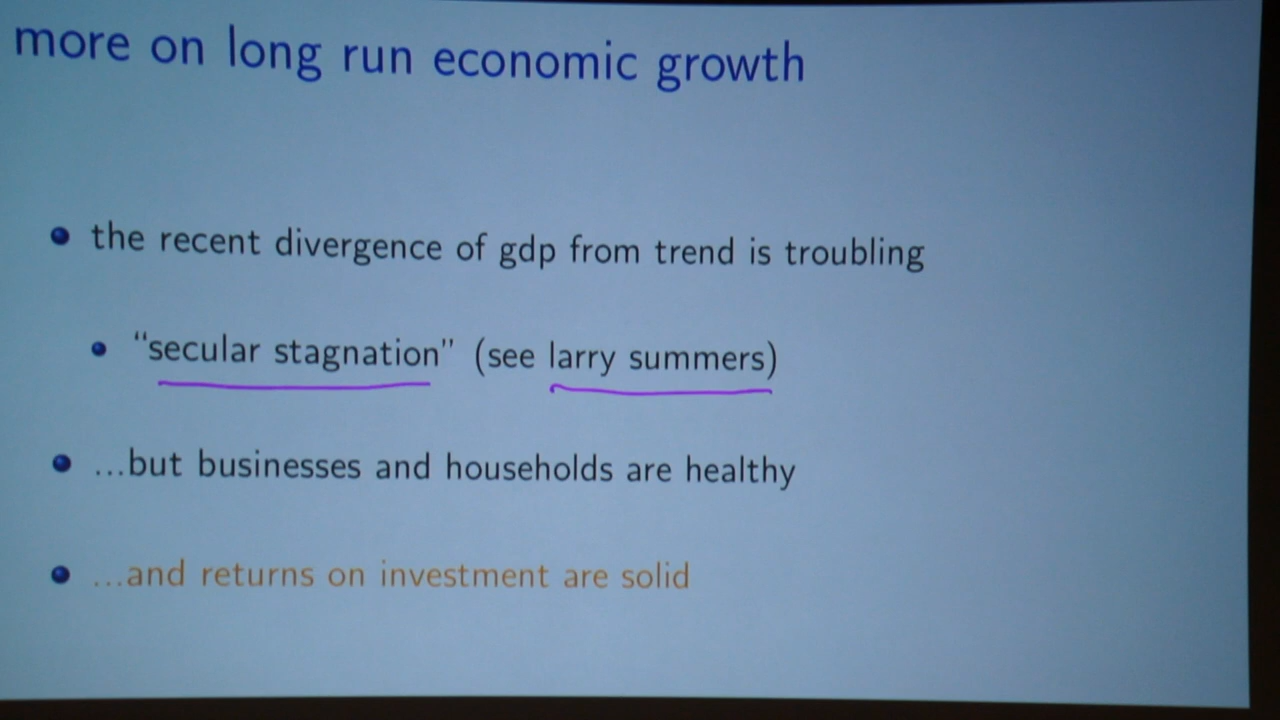 more on long run economic growth
the recent divergence of gdp from trend is troubling
“secular stagnation” (see larry summers)
...but businesses and households are healthy
...and returns on investment are solid